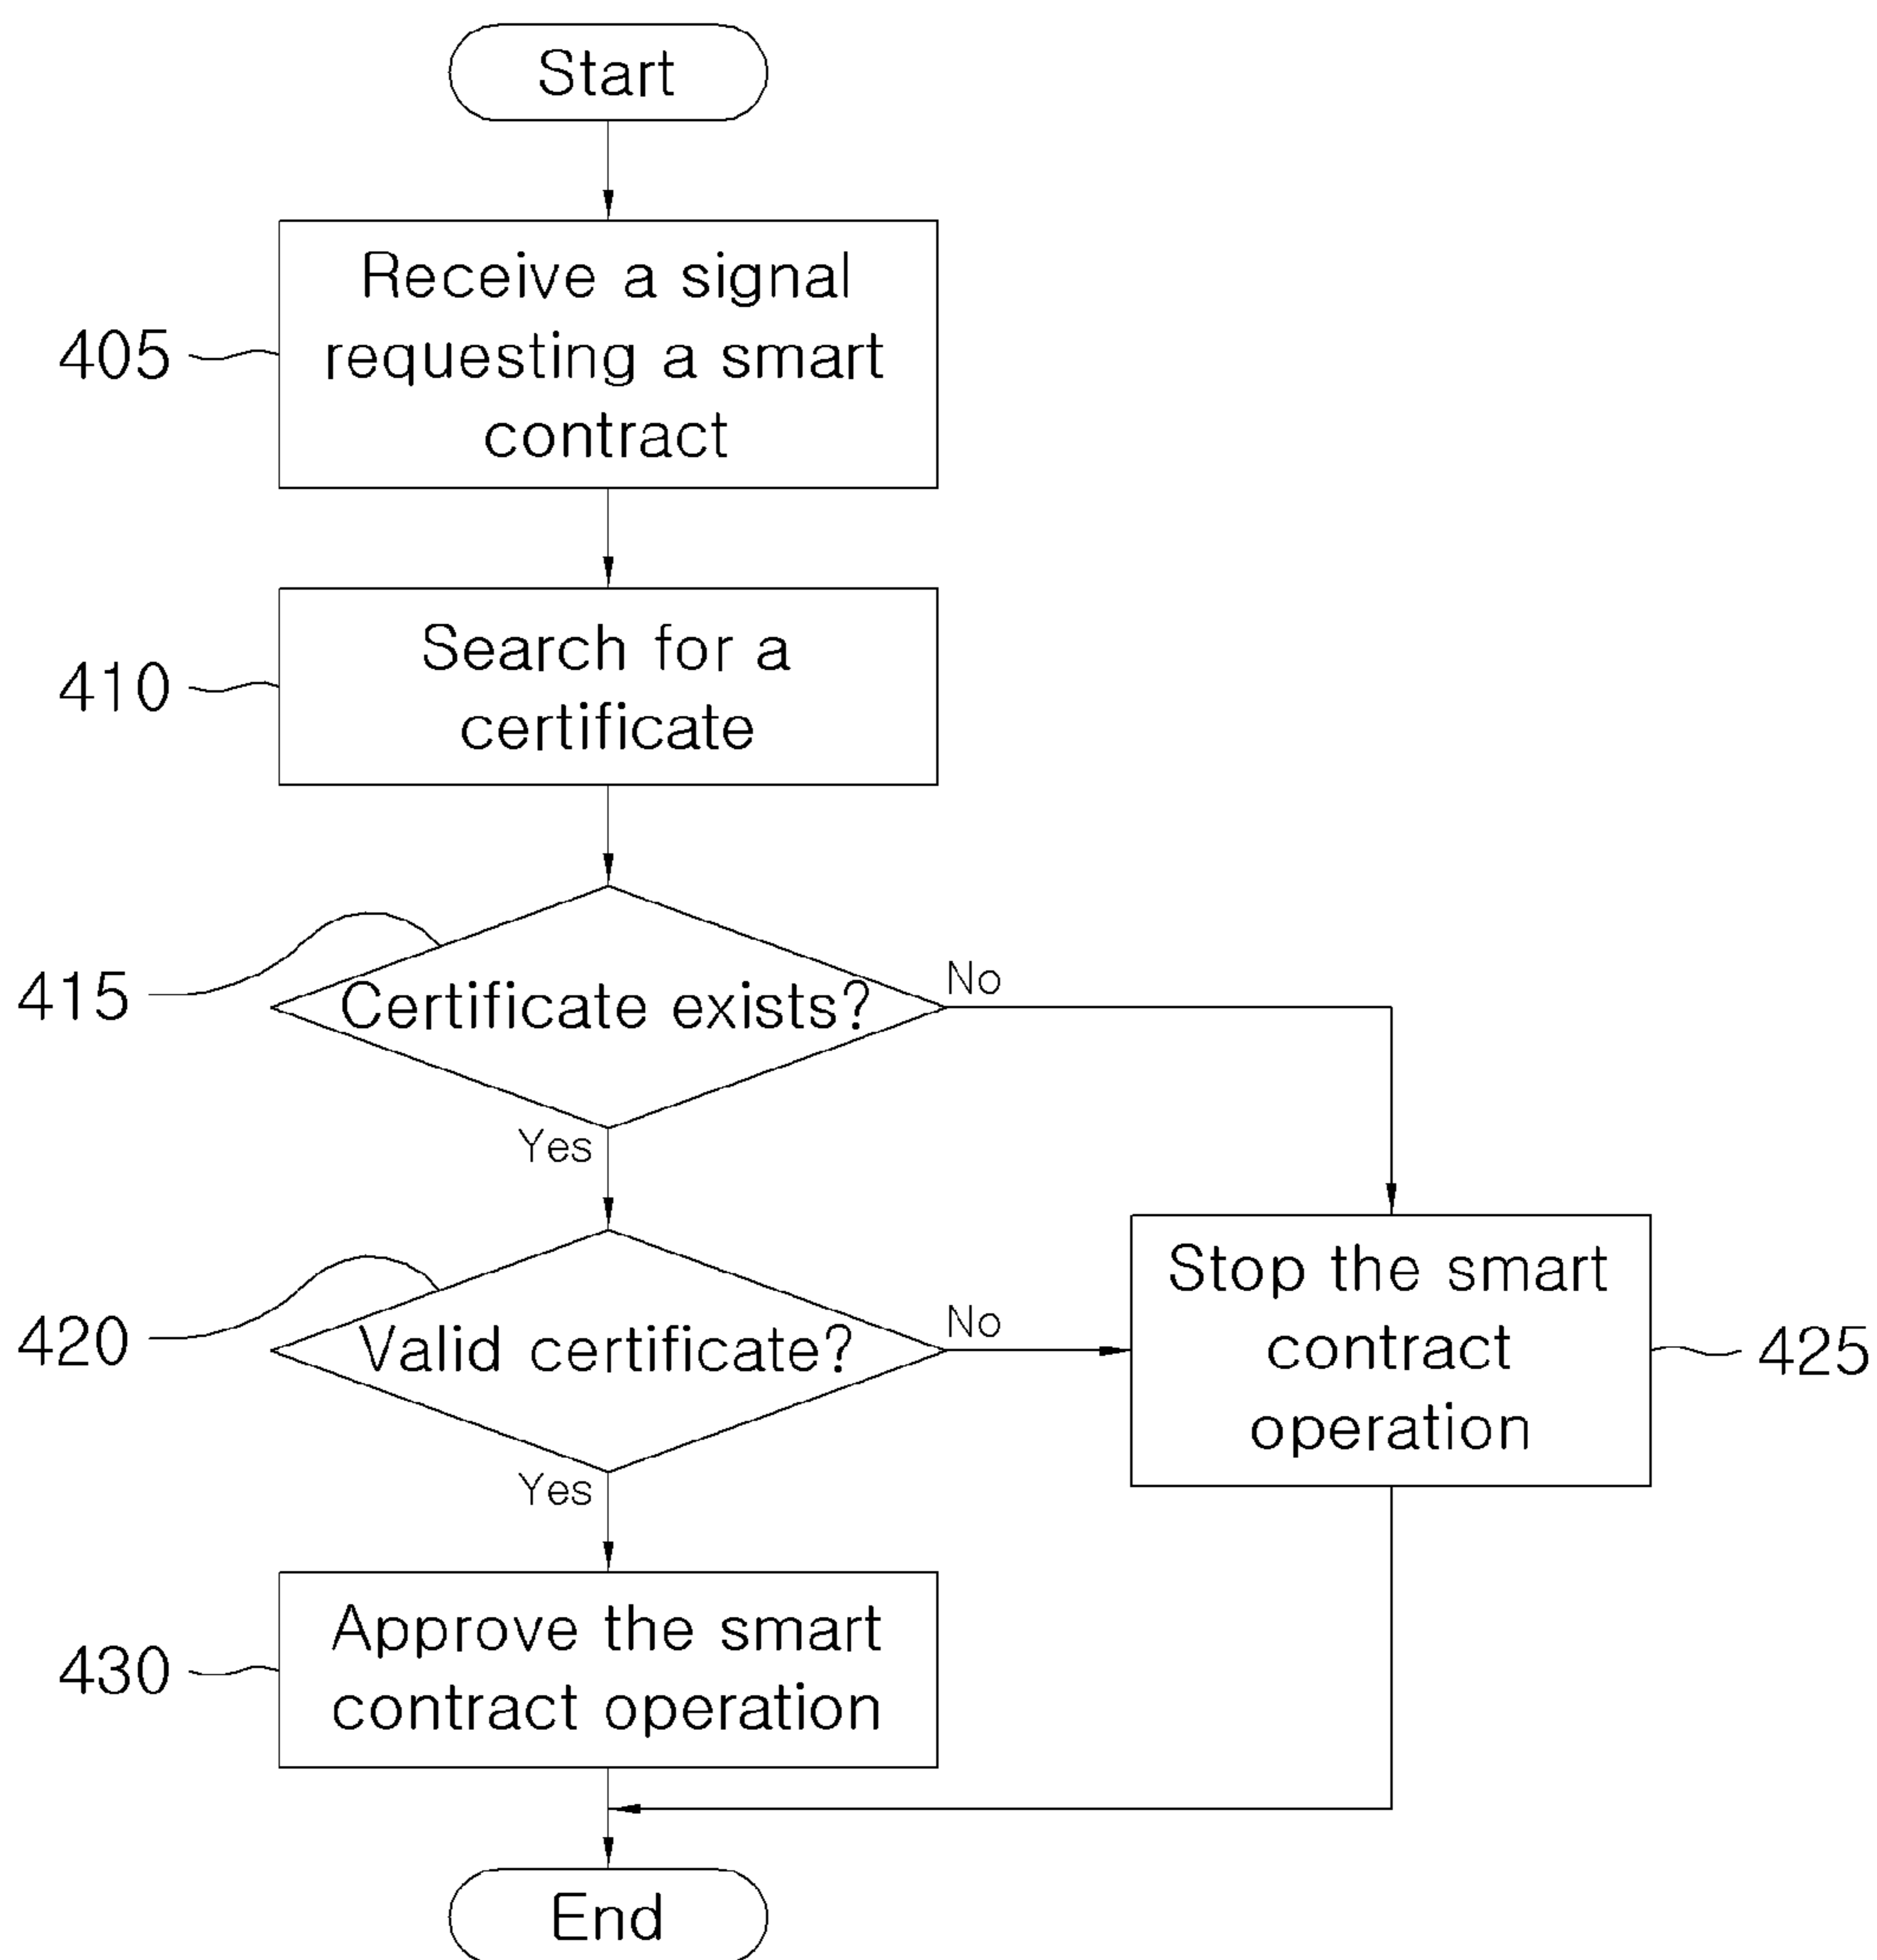 Start
Receive a signal
requesting a smart
contract
405
Search for a
certificate
410
Certificate exists?
415
No
Yes
Valid certificate?
420
No
Yes
Stop the smart
contract
operation
425
Approve the smart
contract operation
430
End